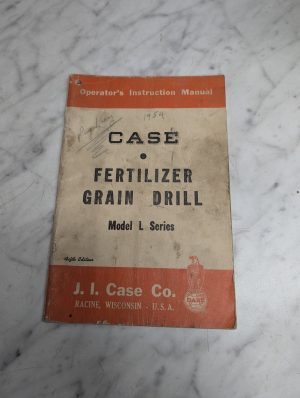 Operator's Instruction Manual
1954
CASE
FERTILIZER
GRAIN DRILL
Model L Series
Fifth Edition
J. I. Case Co.
RACINE, WISCONSIN - U.S.A.
CASE